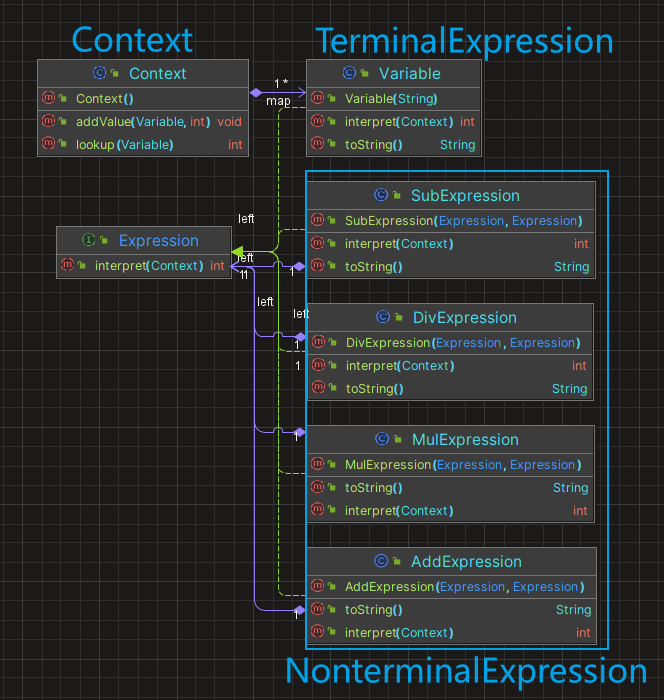 Context
TerminalExpression
Context
Context()
addValue(Variable, int) void
lookup(Variable) int
1 *
map
Variable
Variable(String)
interpret(Context) int
toString() String
Expression
interpret(Context) int
left
left
11
left
left
1
1
1
1
1
SubExpression
SubExpression(Expression, Expression)
interpret(Context) int
toString() String
DivExpression
DivExpression(Expression, Expression)
interpret(Context) int
toString() String
MulExpression
MulExpression(Expression, Expression)
toString() String
interpret(Context) int
AddExpression
AddExpression(Expression, Expression)
toString() String
interpret(Context) int
NonterminalExpression